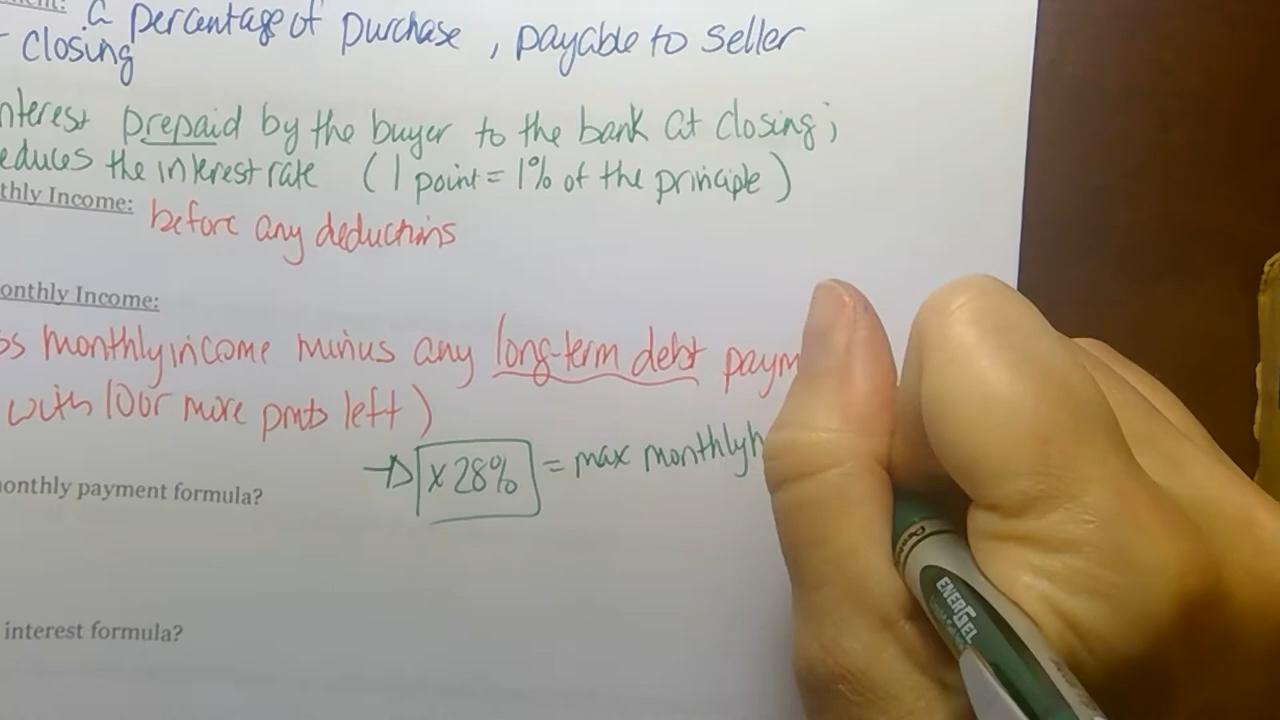 a percentage of purchase, payable to seller
- closing
nterest prepaid by the buyer to the bank at closing;
educes the interest rate (1 point = 1% of the principle)
thly Income: before any deductions
onthly Income:
ss monthly income minus any long-term debt paym
with 10 or more pmts left)
→ x 28% = max monthly h
onthly payment formula?
interest formula?
ENERGEL